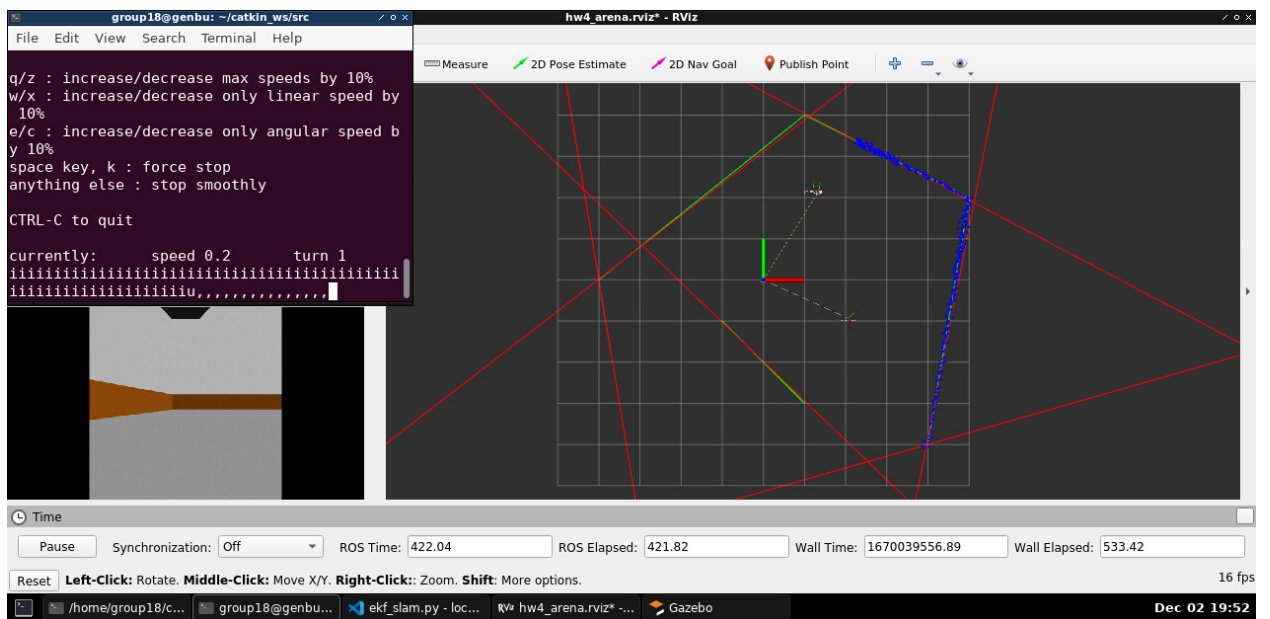 group18@genbu: ~/catkin_ws/src
hw4_arena.rviz* - RViz
File Edit View Search Terminal Help
q/z : increase/decrease max speeds by 10%
w/x : increase/decrease only linear speed by
10%
e/c : increase/decrease only angular speed b
y 10%
space key, k : force stop
anything else : stop smoothly
CTRL-C to quit
currently: speed 0.2 turn 1
iiiiiiiiiiiiiiiiiiiiiiiiiiiiiiiiiiiiiiiiiiii
iiiiiiiiiiiiiiiiiiiiu,,,,,,,,,,,,,,,
Measure 2D Pose Estimate 2D Nav Goal Publish Point
Time
Pause Synchronization: Off ROS Time: 422.04 ROS Elapsed: 421.82 Wall Time: 1670039556.89 Wall Elapsed: 533.42
Reset Left-Click: Rotate. Middle-Click: Move X/Y. Right-Click:: Zoom. Shift: More options. 16 fps
/home/group18/c... group18@genbu... ekf_slam.py - loc... RViz hw4_arena.rviz* -... Gazebo Dec 02 19:52